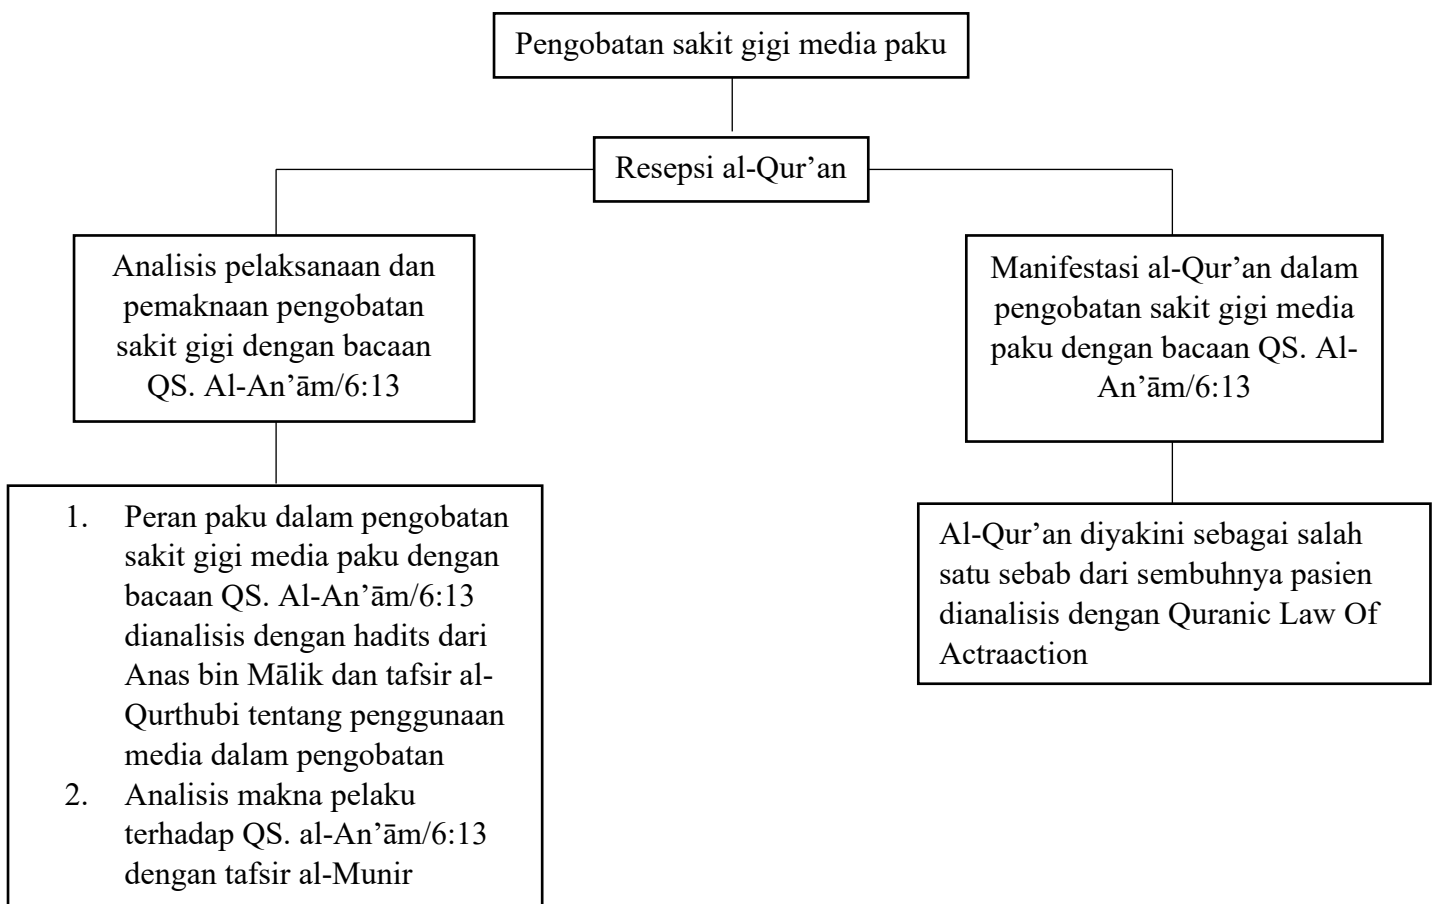 Pengobatan sakit gigi media paku
Resepsi al-Qur’an
Analisis pelaksanaan dan
pemaknaan pengobatan
sakit gigi dengan bacaan
QS. Al-An’ām/6:13
Manifestasi al-Qur’an dalam
pengobatan sakit gigi media
paku dengan bacaan QS. Al-
An’ām/6:13
1. Peran paku dalam pengobatan
sakit gigi media paku dengan
bacaan QS. Al-An’ām/6:13
dianalisis dengan hadits dari
Anas bin Mālik dan tafsir al-
Qurthubi tentang penggunaan
media dalam pengobatan
2. Analisis makna pelaku
terhadap QS. al-An’ām/6:13
dengan tafsir al-Munir
Al-Qur’an diyakini sebagai salah
satu sebab dari sembuhnya pasien
dianalisis dengan Quranic Law Of
Actraaction